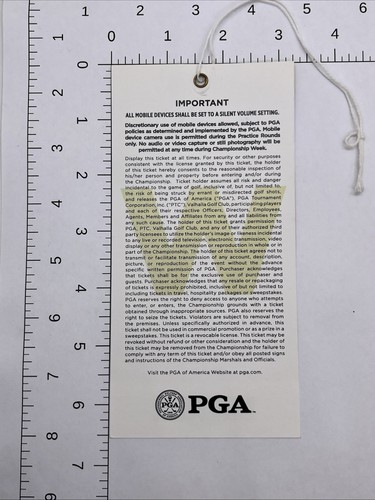 1 0 1 2 3 4 5 6
0 1 2 3 4 5 6 7 8
IMPORTANT
ALL MOBILE DEVICES SHALL BE SET TO A SILENT VOLUME SETTING.
Discretionary use of mobile devices allowed, subject to PGA
policies as determined and implemented by the PGA. Mobile
device camera use is permitted during the Practice Rounds
only. No audio or video capture or still photography will be
permitted at any time during Championship Week.
Display this ticket at all times. For security or other purposes
consistent with the license granted by this ticket, the holder
of this ticket hereby consents to the reasonable inspection of
his/her person and property before entering and/or during
the Championship. Ticket holder assumes all risk and danger
incidental to the game of golf, inclusive of, but not limited to,
the risk of being struck by errant or misdirected golf shots,
and releases the PGA of America ("PGA"), PGA Tournament
Corporation, Inc. ("PTC"), Valhalla Golf Club, participating players
and each of their respective Officers, Directors, Employees,
Agents, Members and Affiliates from any and all liabilities from
any such cause. The holder of this ticket grants permission to
PGA, PTC, Valhalla Golf Club, and any of their authorized third
party licensees to utilize the holder's image or likeness incidental
to any live or recorded television, electronic transmission, video
display or any other transmission or reproduction in whole or in
part of the Championship. The holder of this ticket agrees not to
transmit or facilitate transmission of any account, description,
picture, or reproduction of the event without the advance
specific written permission of PGA. Purchaser acknowledges
that tickets shall be for the exclusive use of purchaser and
guests. Purchaser acknowledges that any resale or repackaging
of tickets is expressly prohibited, inclusive of but not limited to
including tickets in travel, hospitality packages or sweepstakes.
PGA reserves the right to deny access to anyone who attempts
to enter, or enters, the Championship grounds with a ticket
obtained through inappropriate sources. PGA also reserves the
right to seize the tickets. Violators are subject to removal from
the premises. Unless specifically authorized in advance, this
ticket shall not be used in commercial promotion or as a prize in a
sweepstakes. This ticket is a revocable license. A ticket may be
revoked without refund or other consideration and the holder of
this ticket may be removed from the Championship for failure to
comply with any term of this ticket and/or obey all posted signs
and instructions of the Championship Marshals and Officials.
Visit the PGA of America Website at pga.com.
PGA PGA